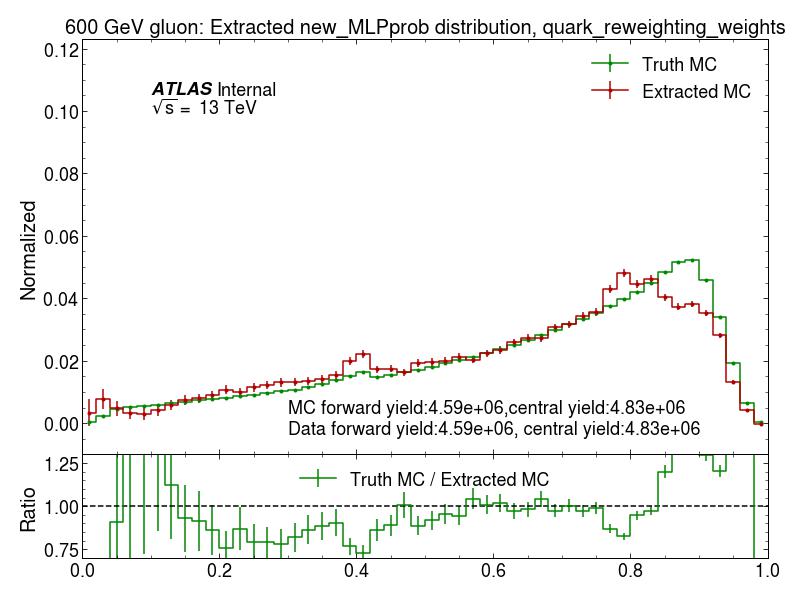 600 GeV gluon: Extracted new_MLPprob distribution, quark_reweighting_weights
0.12
0.10
0.08
0.06
0.04
0.02
0.00
Normalized
ATLAS Internal
√s = 13 TeV
Truth MC
Extracted MC
MC forward yield:4.59e+06,central yield:4.83e+06
Data forward yield:4.59e+06, central yield:4.83e+06
1.25
1.00
0.75
Ratio
Truth MC / Extracted MC
0.0 0.2 0.4 0.6 0.8 1.0